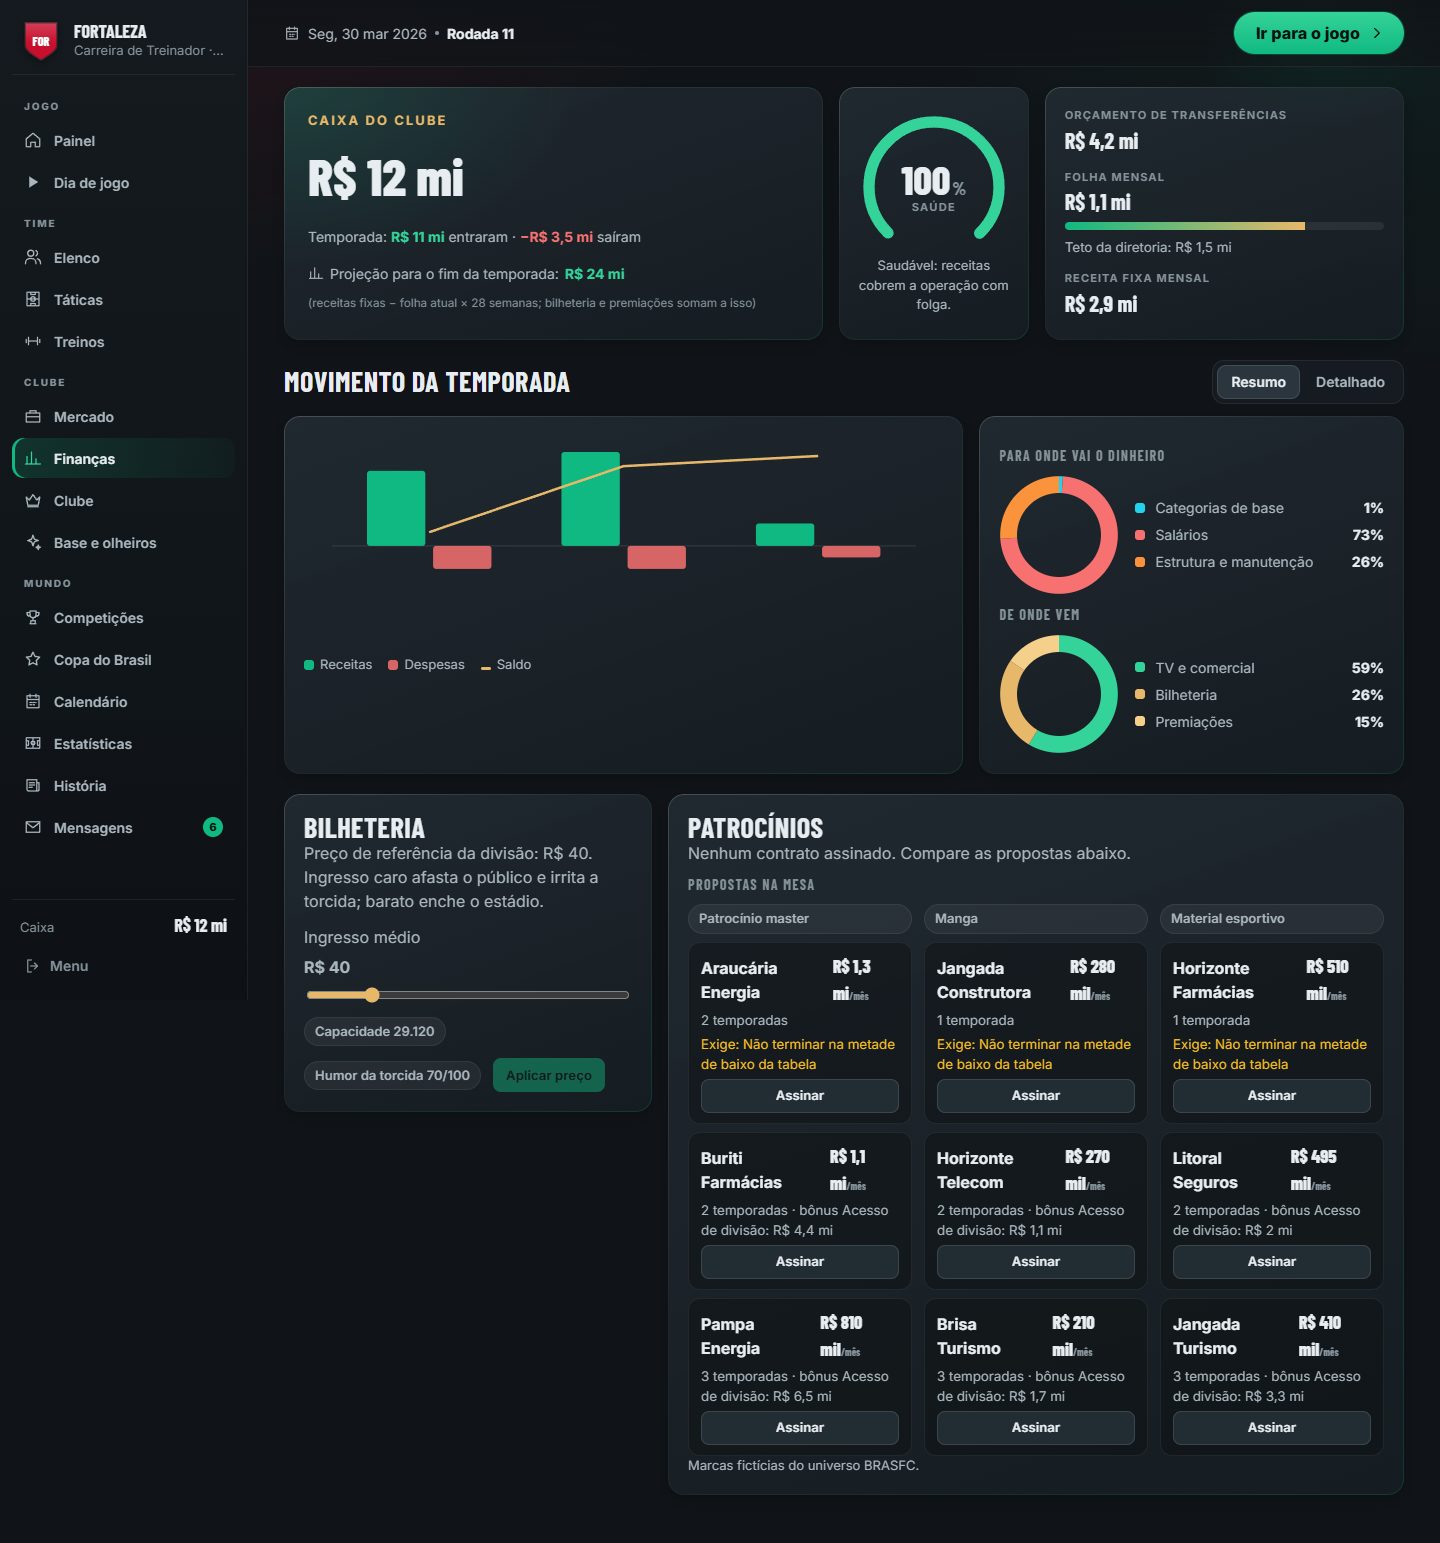 FOR
FORTALEZA
Carreira de Treinador ·...
JOGO
Painel
Dia de jogo
TIME
Elenco
Táticas
Treinos
CLUBE
Mercado
Finanças
Clube
Base e olheiros
MUNDO
Competições
Copa do Brasil
Calendário
Estatísticas
História
Mensagens 6
Caixa R$ 12 mi
Menu
Seg, 30 mar 2026 • Rodada 11
Ir para o jogo
CAIXA DO CLUBE
R$ 12 mi
Temporada: R$ 11 mi entraram · −R$ 3,5 mi saíram
Projeção para o fim da temporada: R$ 24 mi
(receitas fixas − folha atual × 28 semanas; bilheteria e premiações somam a isso)
100%
SAÚDE
Saudável: receitas
cobrem a operação com
folga.
ORÇAMENTO DE TRANSFERÊNCIAS
R$ 4,2 mi
FOLHA MENSAL
R$ 1,1 mi
Teto da diretoria: R$ 1,5 mi
RECEITA FIXA MENSAL
R$ 2,9 mi
MOVIMENTO DA TEMPORADA
Resumo Detalhado
Receitas Despesas Saldo
PARA ONDE VAI O DINHEIRO
Categorias de base 1%
Salários 73%
Estrutura e manutenção 26%
DE ONDE VEM
TV e comercial 59%
Bilheteria 26%
Premiações 15%
BILHETERIA
Preço de referência da divisão: R$ 40.
Ingresso caro afasta o público e irrita a
torcida; barato enche o estádio.
Ingresso médio
R$ 40
Capacidade 29.120
Humor da torcida 70/100 Aplicar preço
PATROCÍNIOS
Nenhum contrato assinado. Compare as propostas abaixo.
PROPOSTAS NA MESA
Patrocínio master
Manga
Material esportivo
Araucária R$ 1,3
Energia mi/mês
2 temporadas
Exige: Não terminar na metade
de baixo da tabela
Assinar
Jangada R$ 280
Construtora mil/mês
1 temporada
Exige: Não terminar na metade
de baixo da tabela
Assinar
Horizonte R$ 510
Farmácias mil/mês
1 temporada
Exige: Não terminar na metade
de baixo da tabela
Assinar
Buriti R$ 1,1
Farmácias mi/mês
2 temporadas · bônus Acesso
de divisão: R$ 4,4 mi
Assinar
Horizonte R$ 270
Telecom mil/mês
2 temporadas · bônus Acesso
de divisão: R$ 1,1 mi
Assinar
Litoral R$ 495
Seguros mil/mês
2 temporadas · bônus Acesso
de divisão: R$ 2 mi
Assinar
Pampa R$ 810
Energia mil/mês
3 temporadas · bônus Acesso
de divisão: R$ 6,5 mi
Assinar
Brisa R$ 210
Turismo mil/mês
3 temporadas · bônus Acesso
de divisão: R$ 1,7 mi
Assinar
Jangada R$ 410
Turismo mil/mês
3 temporadas · bônus Acesso
de divisão: R$ 3,3 mi
Assinar
Marcas fictícias do universo BRASFC.